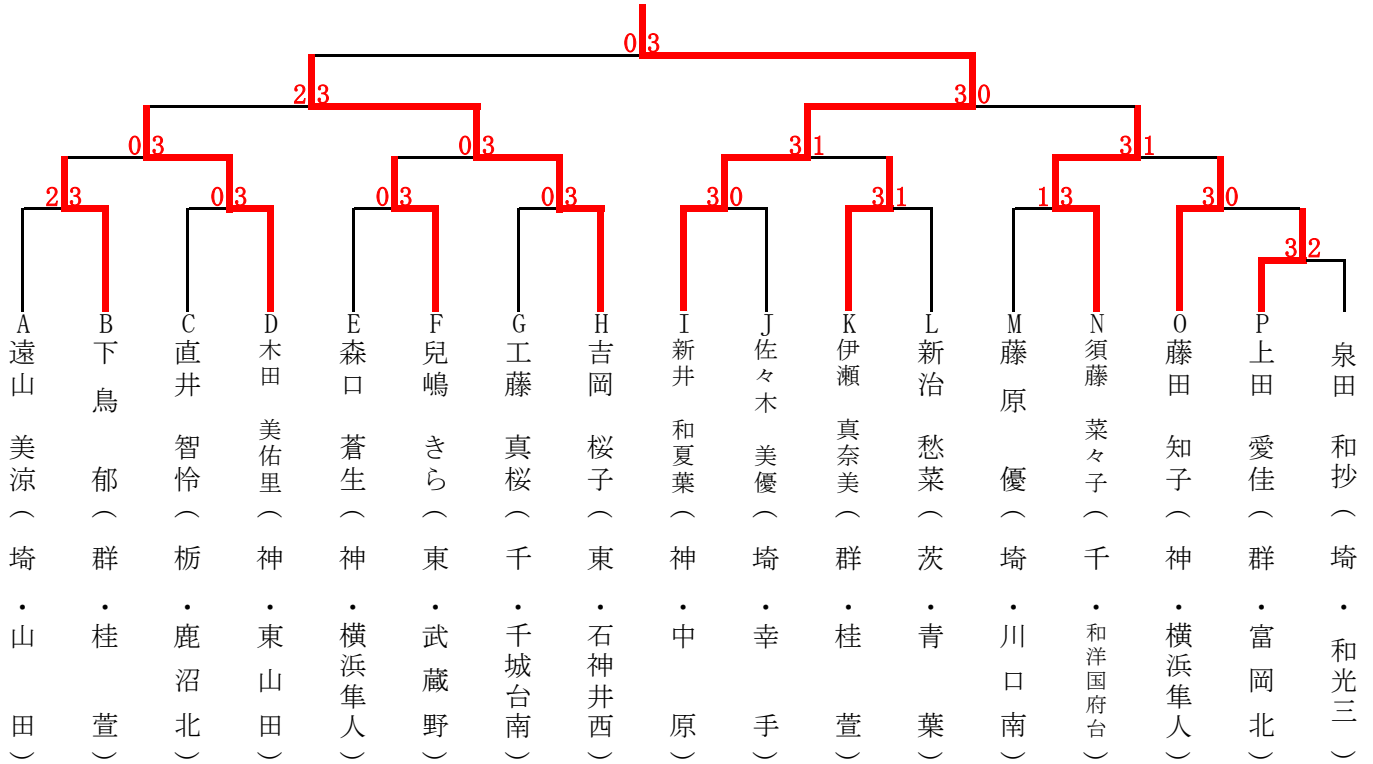 0 3
2 3
3 0
0 3
0 3
3 1
3 1
2 3
0 3
0 3
0 3
3 0
3 1
1 3
3 0
3 2
A 遠山 美涼(埼・山田)
B 下鳥 郁(群・桂萱)
C 直井 智怜(栃・鹿沼北)
D 木田 美佑里(神・東山田)
E 森口 蒼生(神・横浜隼人)
F 兒嶋 きら(東・武蔵野)
G 工藤 真桜(千・千城台南)
H 吉岡 桜子(東・石神井西)
I 新井 和夏葉(神・中原)
J 佐々木 美優(埼・幸手)
K 伊瀬 真奈美(群・桂萱)
L 新治 愁菜(茨・青葉)
M 藤原 優(埼・川口南)
N 須藤 菜々子(千・和洋国府台)
O 藤田 知子(神・横浜隼人)
P 上田 愛佳(群・富岡北)
泉田 和抄(埼・和光三)